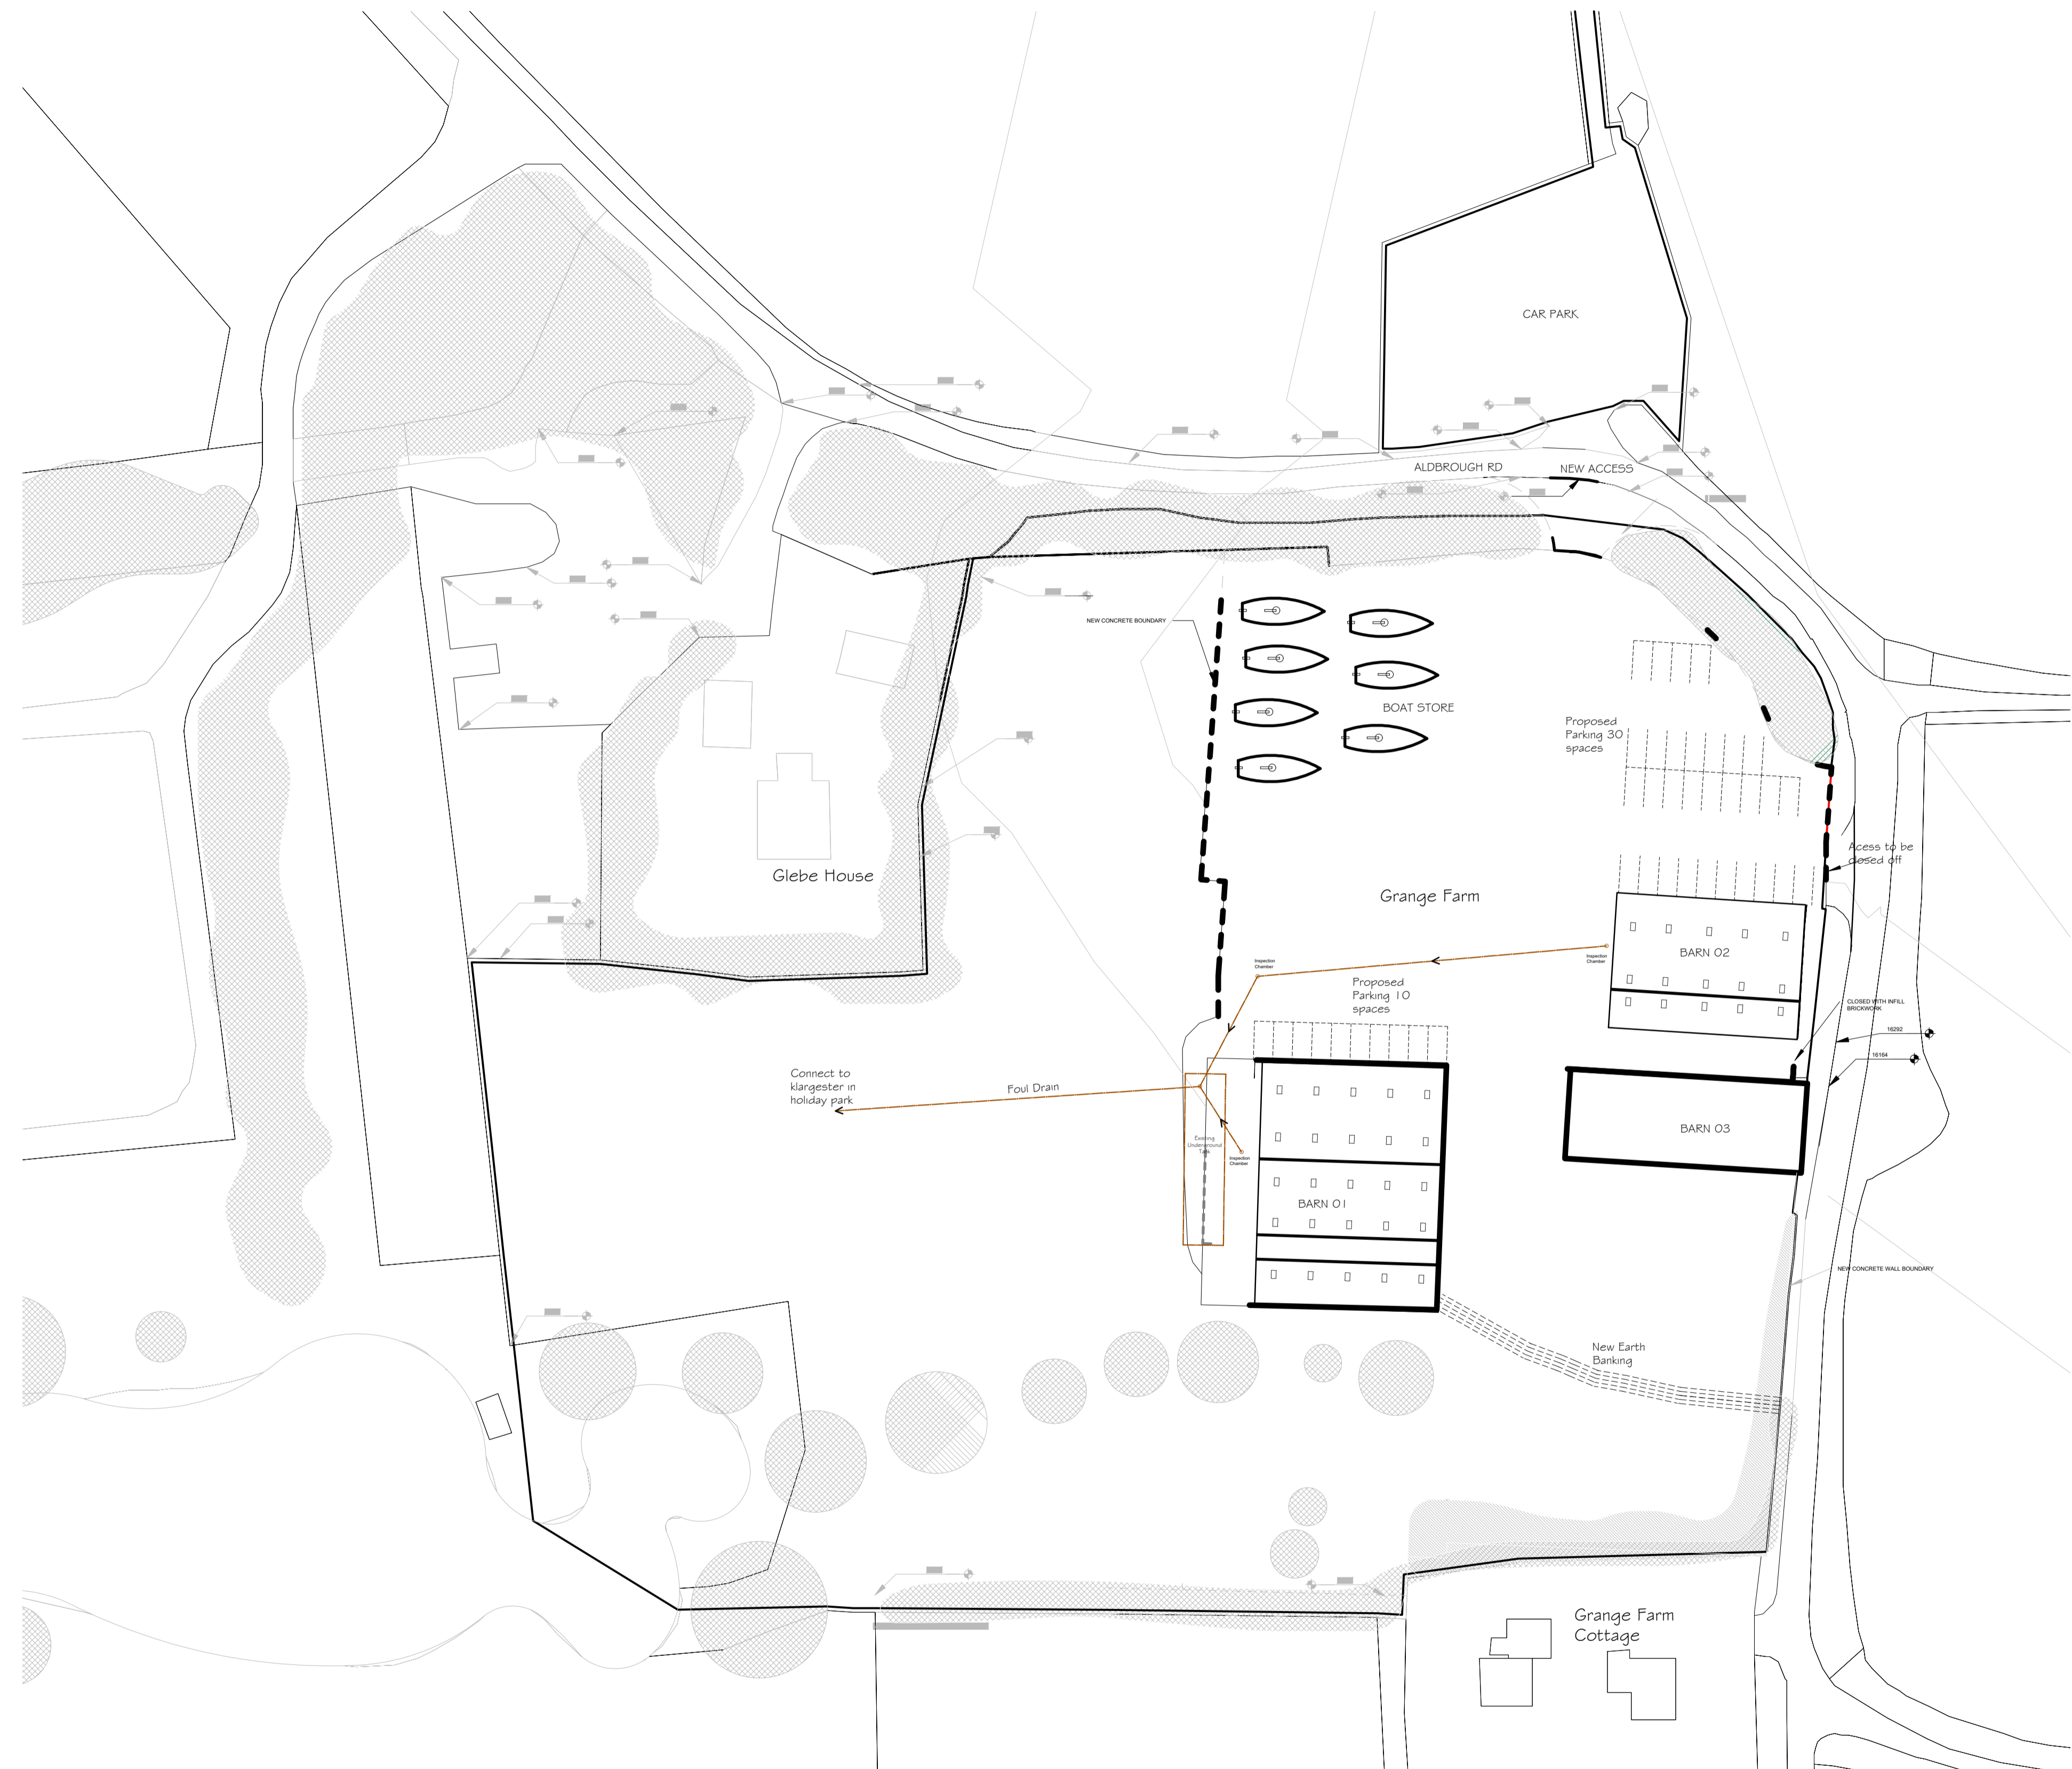 CAR PARK
ALDBROUGH RD
NEW ACCESS
NEW CONCRETE BOUNDARY
BOAT STORE
Proposed
Parking 30
spaces
Acess to be
closed off
Glebe House
Grange Farm
BARN 02
Inspection
Chamber
Inspection
Chamber
Proposed
Parking 10
spaces
CLOSED WITH INFILL
BRICKWORK
16292
16164
Connect to
klargester in
holiday park
Foul Drain
Existing
Underground
Tank
Inspection
Chamber
BARN 03
BARN 01
NEW CONCRETE WALL BOUNDARY
New Earth
Banking
Grange Farm
Cottage